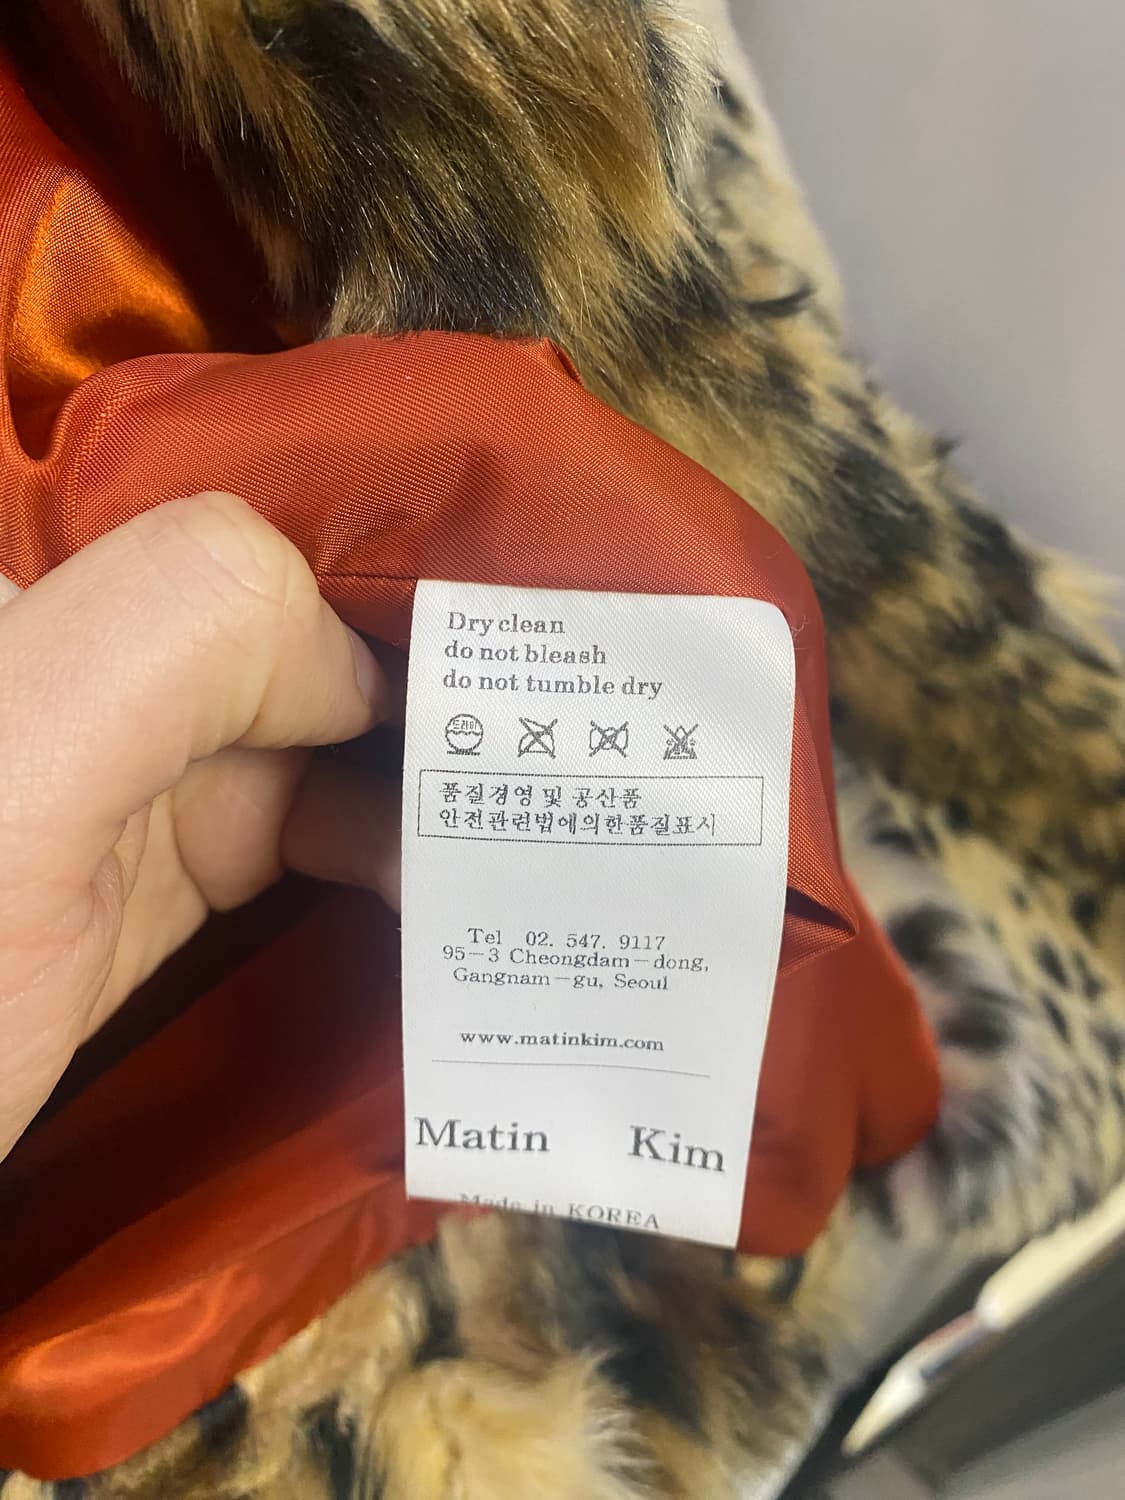 Dry clean
do not bleash
do not tumble dry
드라이
품질경영 및 공산품
안전관련법에의한품질표시
Tel 02. 547. 9117
95-3 Cheongdam-dong,
Gangnam-gu, Seoul
www.matinkim.com
Matin Kim
Made in KOREA